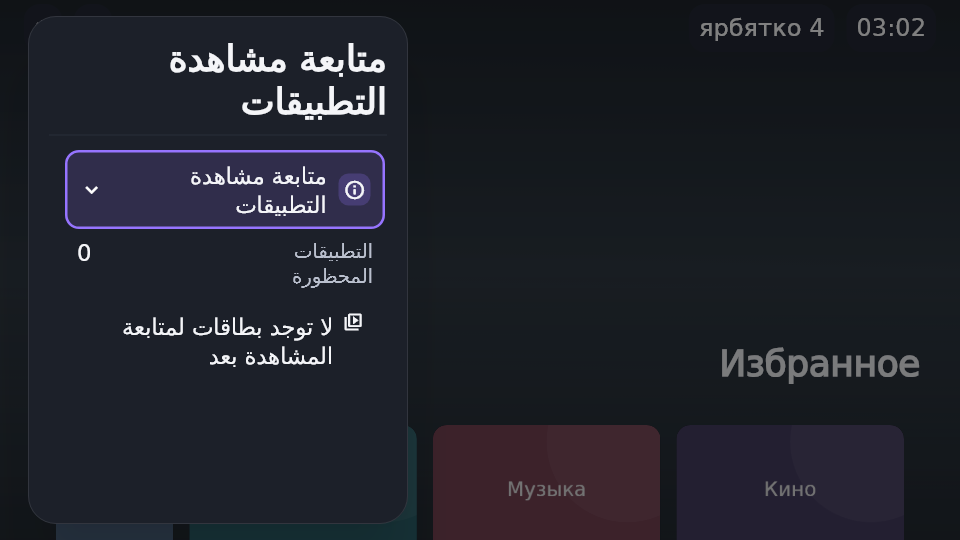 ярбятко 4
03:02
متابعة مشاهدة
التطبيقات
متابعة مشاهدة
التطبيقات
التطبيقات
المحظورة
0
لا توجد بطاقات لمتابعة
المشاهدة بعد
Избранное
Музыка
Кино